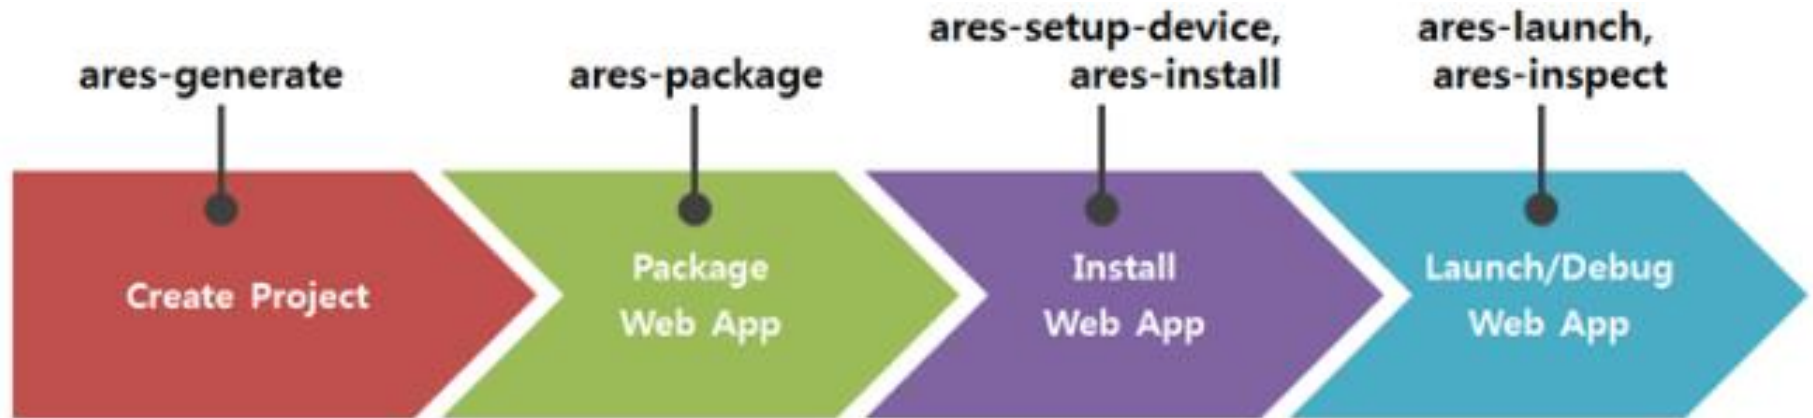 ares-generate
ares-package
ares-setup-device,
ares-install
ares-launch,
ares-inspect
Create Project
Package
Web App
Install
Web App
Launch/Debug
Web App